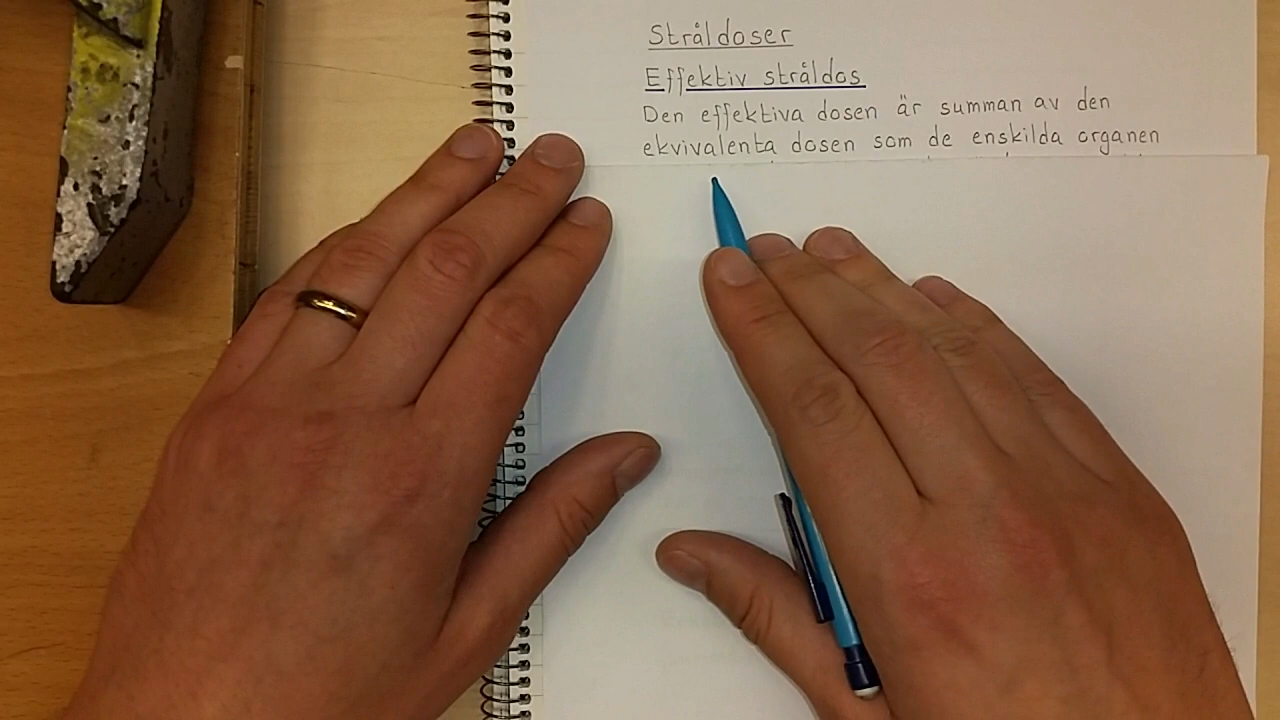 Stråldoser
Effektiv stråldos
Den effektiva dosen är summan av den
ekvivalenta dosen som de enskilda organen